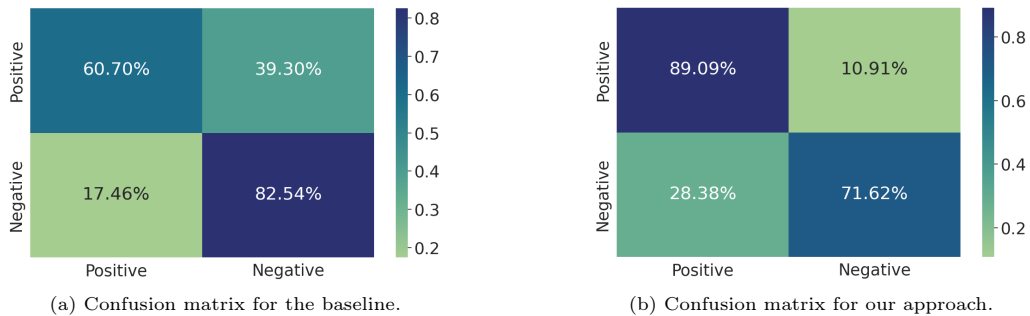 Positive
60.70%
39.30%
Negative
17.46%
82.54%
Positive
Negative
0.8
0.7
0.6
0.5
0.4
0.3
0.2
(a) Confusion matrix for the baseline.
Positive
89.09%
10.91%
Negative
28.38%
71.62%
Positive
Negative
0.8
0.6
0.4
0.2
(b) Confusion matrix for our approach.